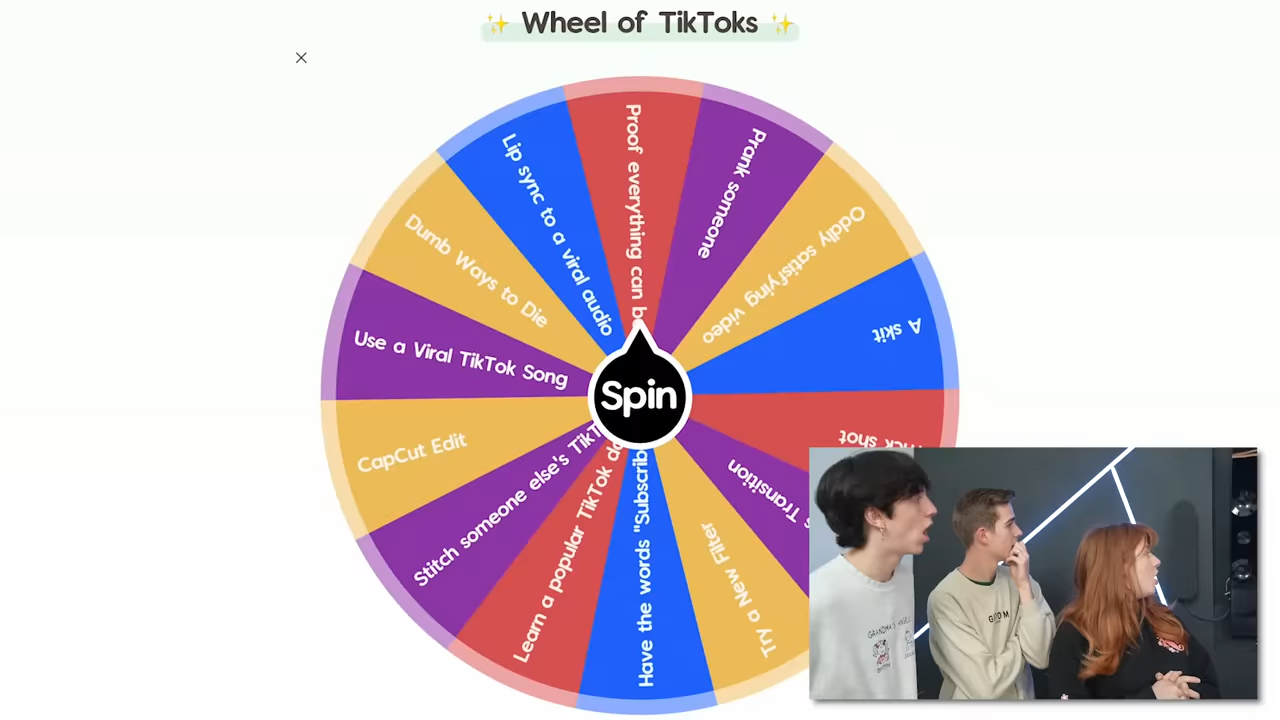 ✨ Wheel of TikToks ✨
Proof everything can
Prank someone
Oddly satisfying video
A skit
shot
Transition
Try a New Filter
Have the words "Subscribe
Learn a popular TikTok
Stitch someone else's
CapCut Edit
Use a Viral TikTok Song
Dumb Ways to Die
Lip sync to a viral audio
Spin